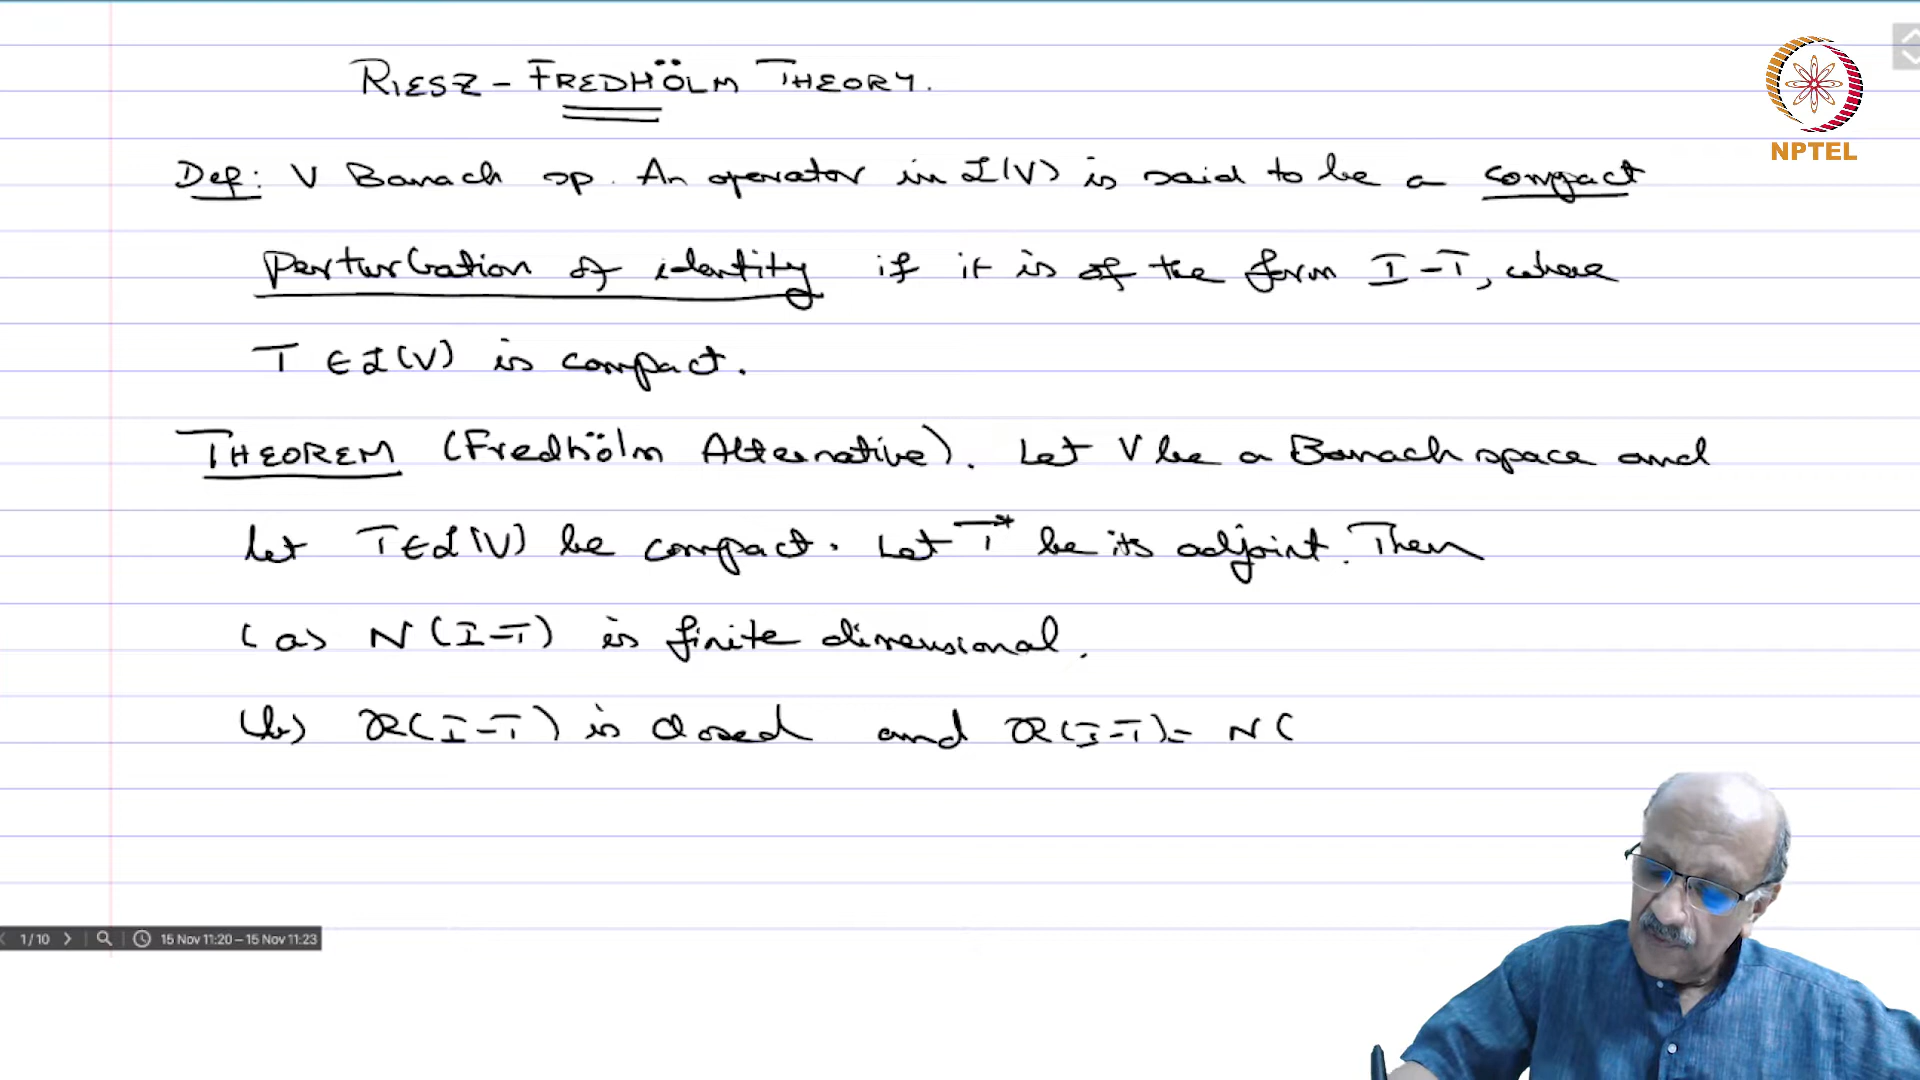 RIESZ - FREDHÖLM THEORY.
NPTEL
Def: V Banach sp. An operator in ℒ(V) is said to be a compact
perturbation of identity if it is of the form I-T, where
T ∈ ℒ(V) is compact.
THEOREM (Fredhölm Alternative). Let V be a Banach space and
let T∈ℒ(V) be compact. Let T* be its adjoint. Then
(a) N(I-T) is finite dimensional.
(b) R(I-T) is closed and R(I-T)= N(
1/10 15 Nov 11:20 – 15 Nov 11:23